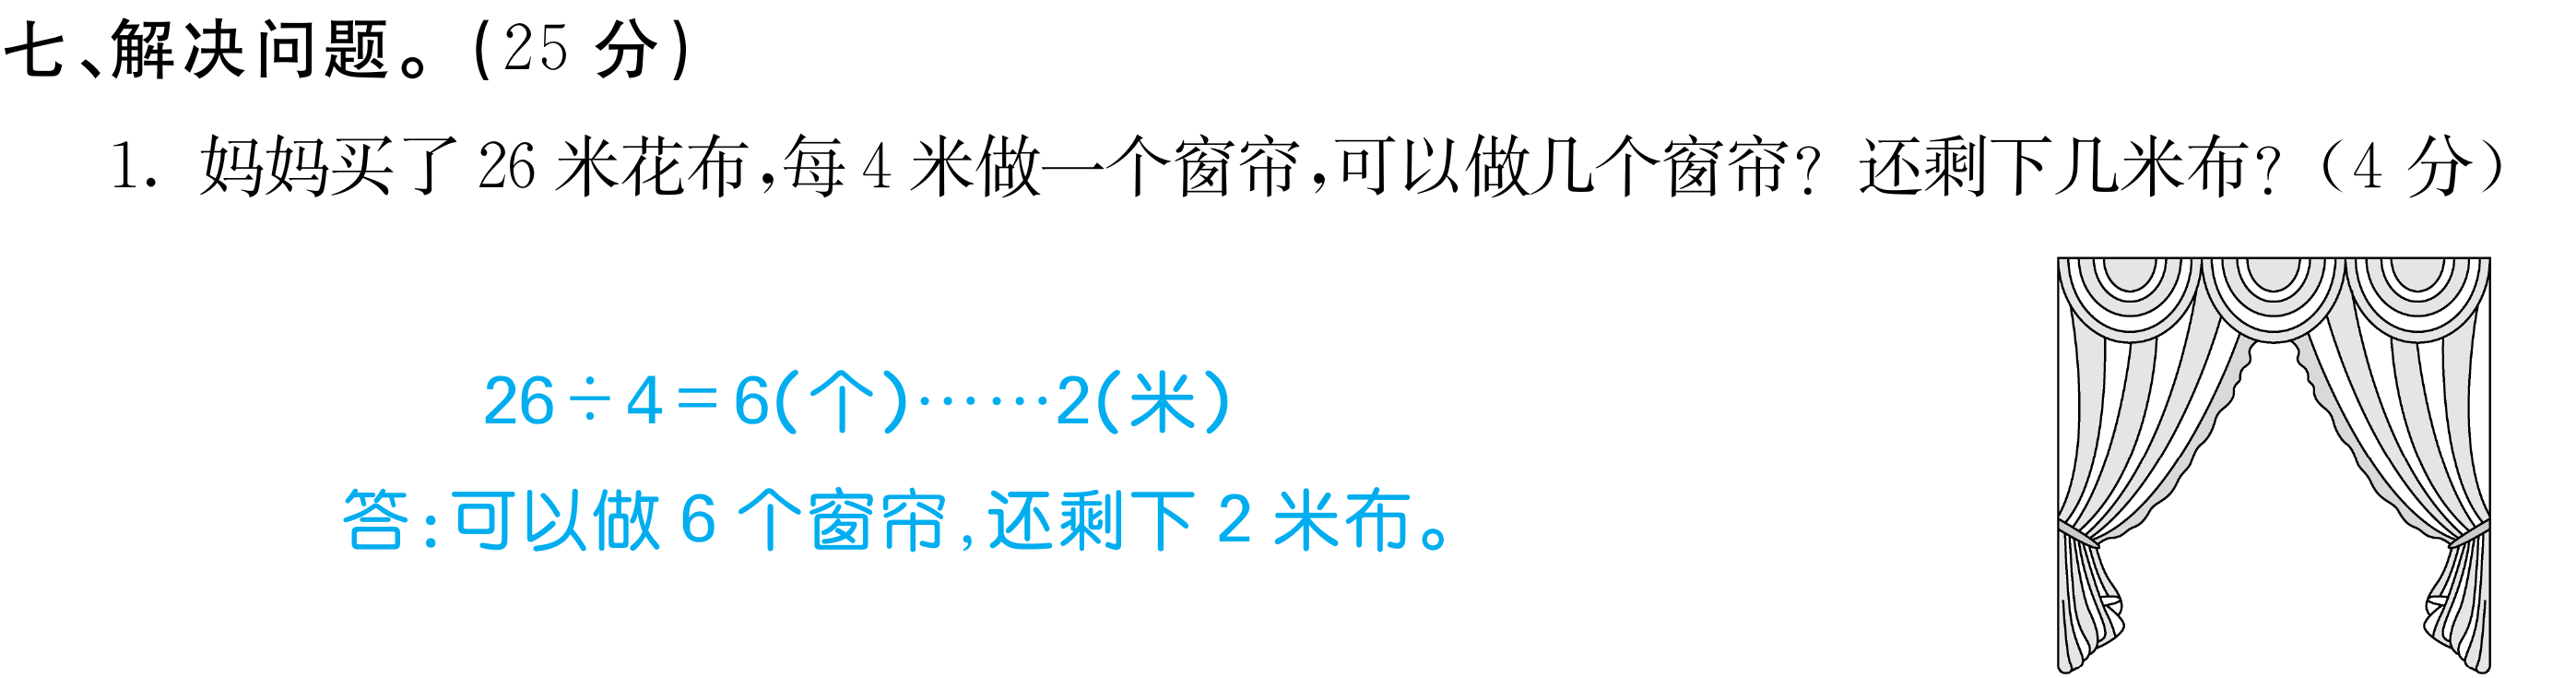 七、解决问题。(25 分)
1. 妈妈买了 26 米花布,每 4 米做一个窗帘,可以做几个窗帘? 还剩下几米布?(4 分)
26÷4=6(个)……2(米)
答:可以做 6 个窗帘,还剩下 2 米布。